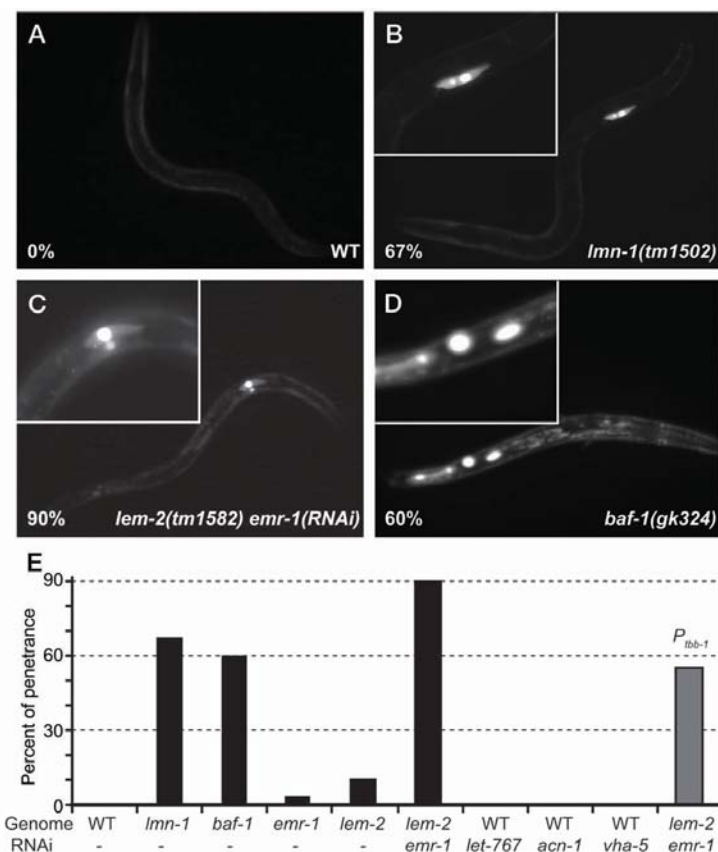 A
0%
WT
B
67%
lmn-1(tm1502)
C
90%
lem-2(tm1582) emr-1(RNAi)
D
60%
baf-1(gk324)
E
Percent of penetrance
90
60
30
0
P tbb-1
Genome WT lmn-1 baf-1 emr-1 lem-2 lem-2 WT WT WT lem-2
RNAi - - - - - emr-1 let-767 acn-1 vha-5 emr-1